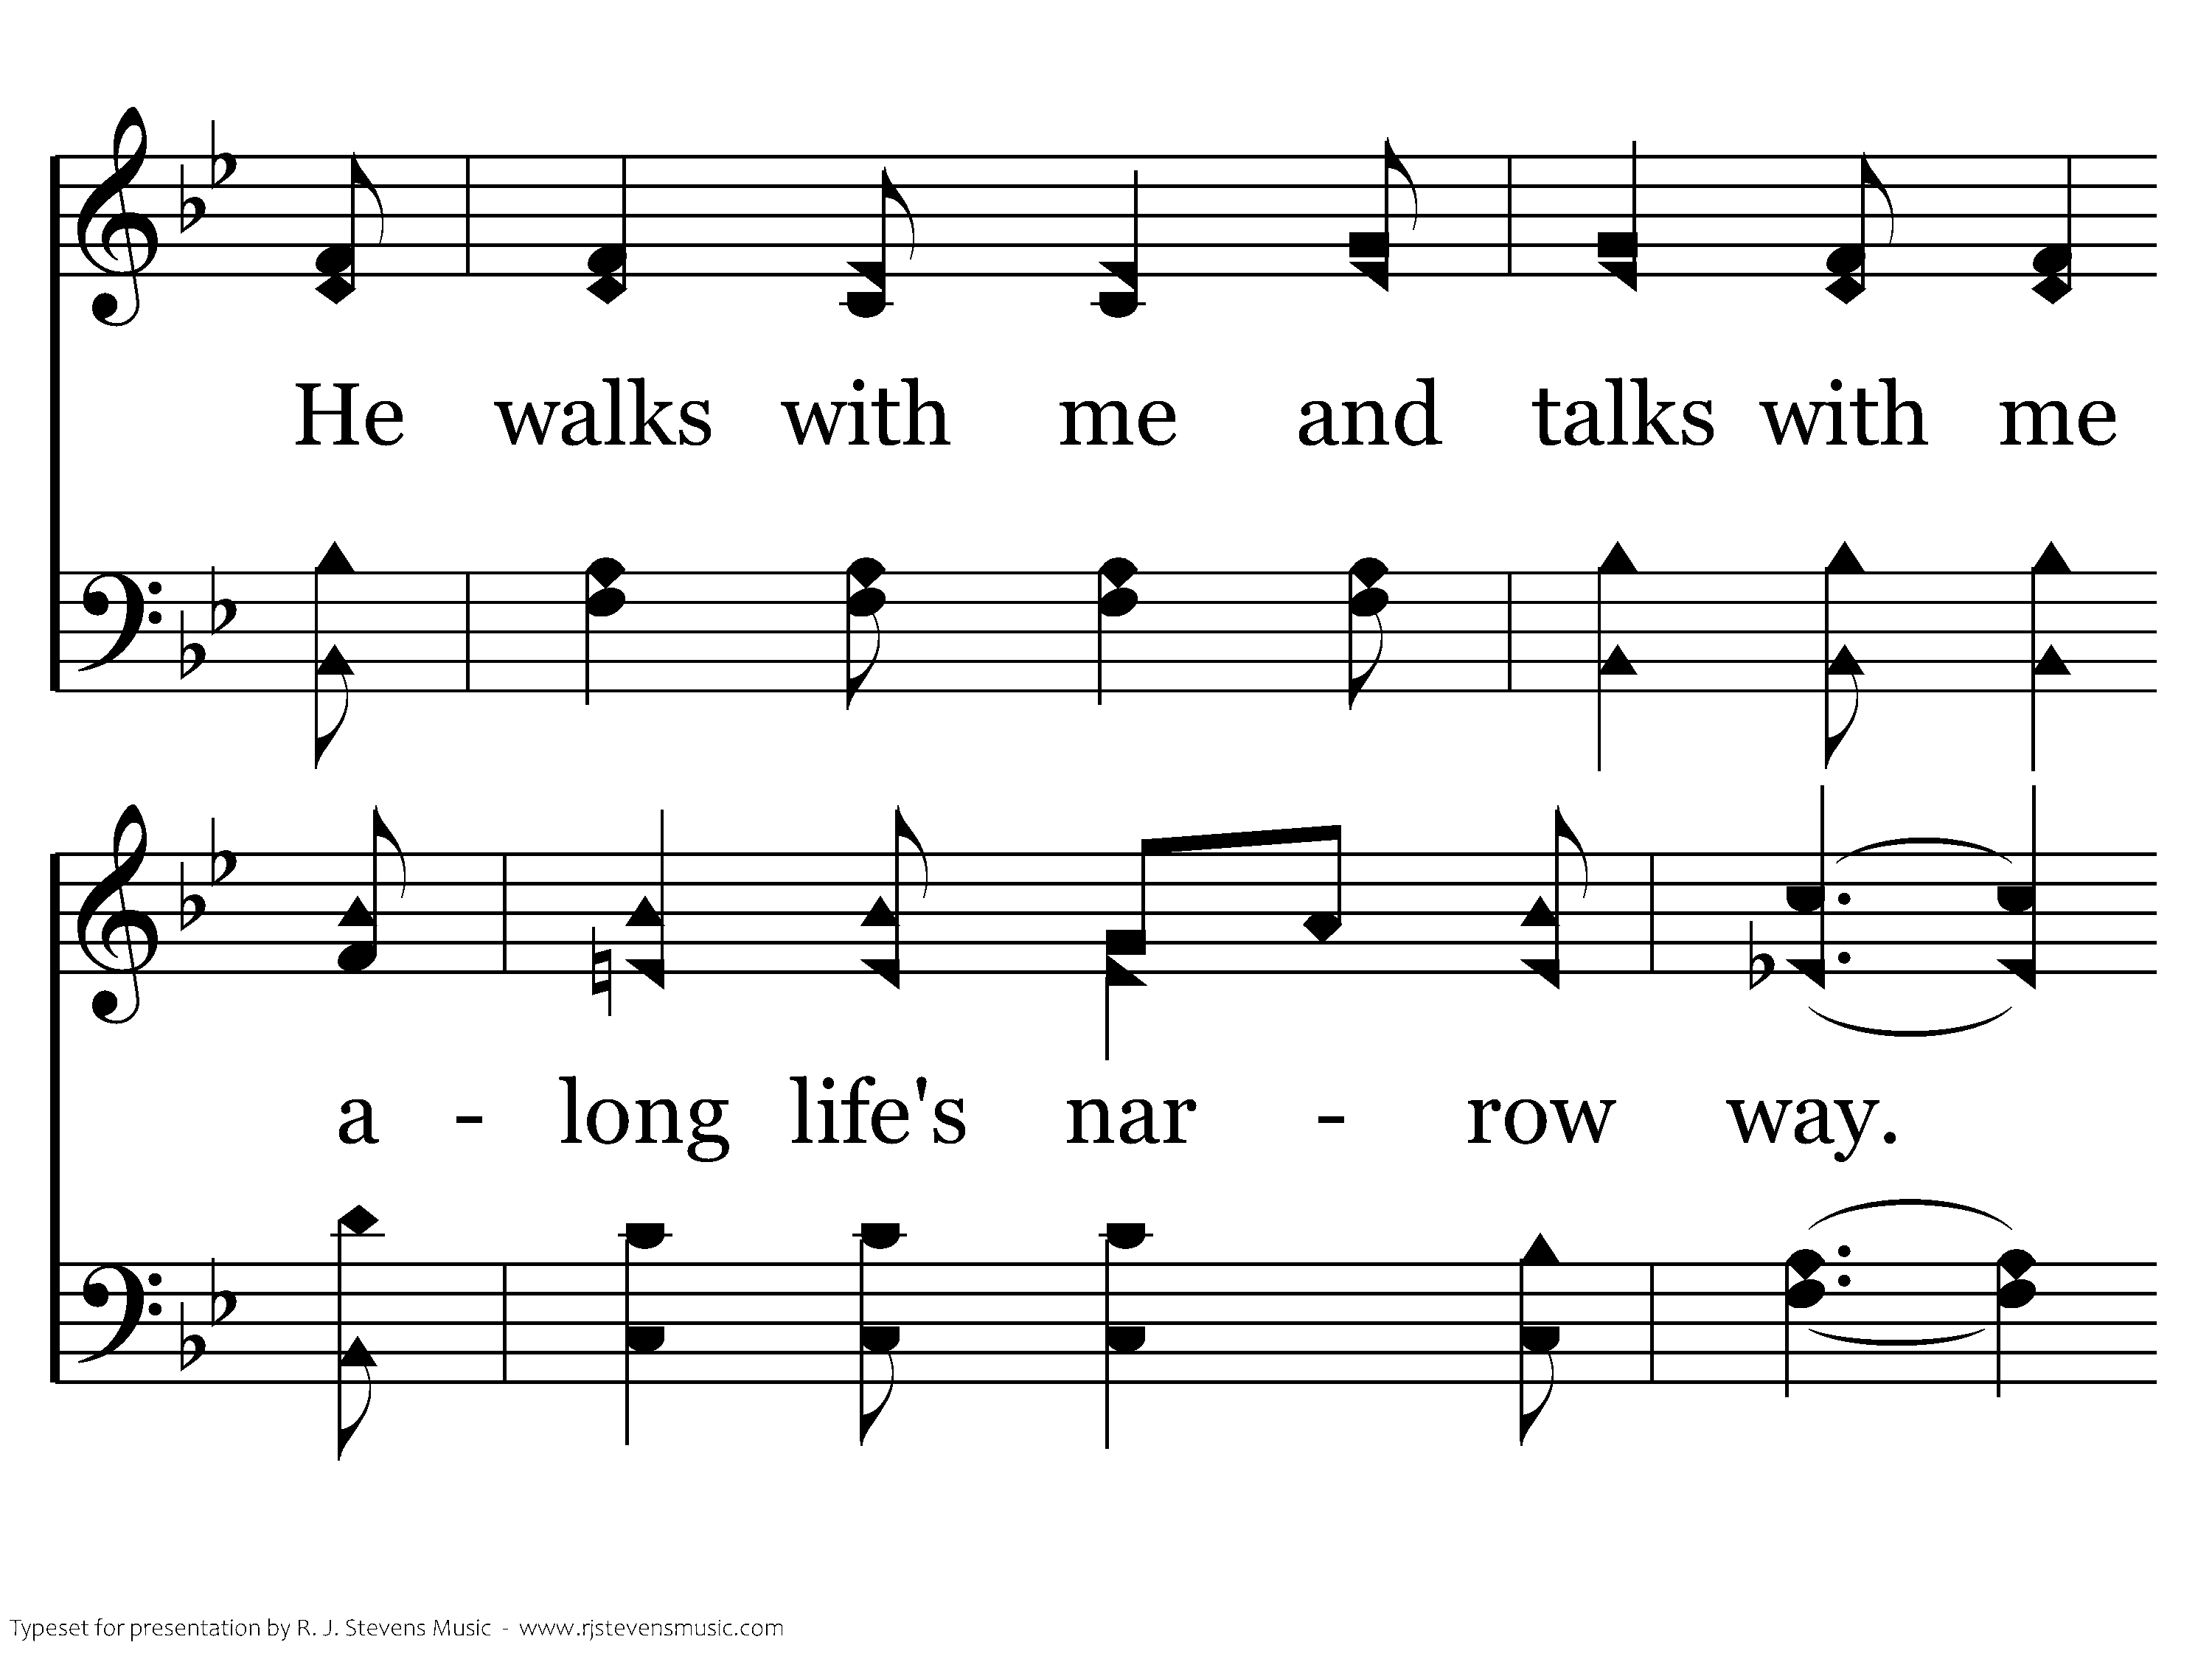 He walks with me and talks with me
a - long life's nar - row way.
Typeset for presentation by R. J. Stevens Music - www.rjstevensmusic.com